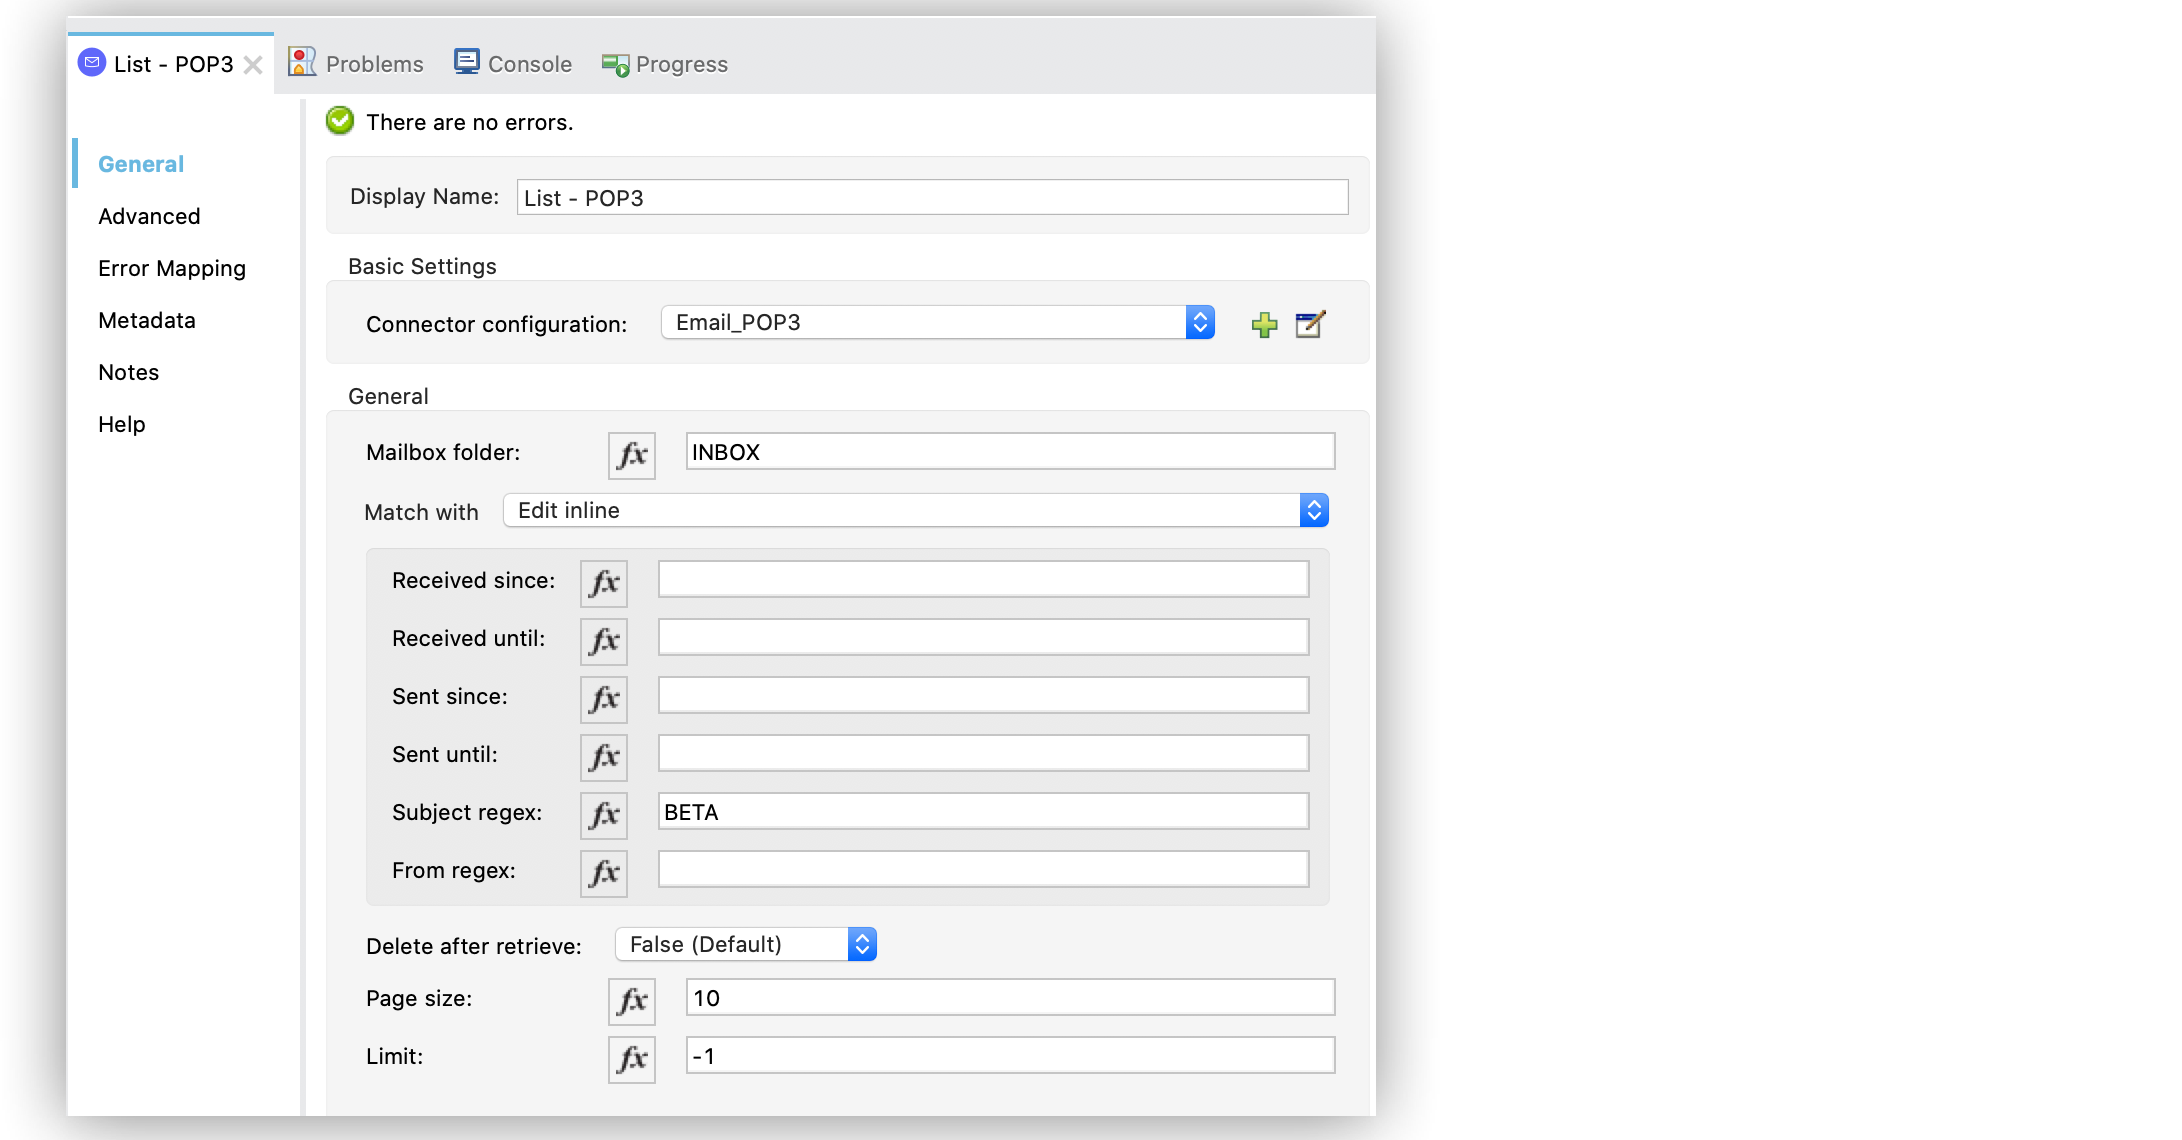 List - POP3
Problems
Console
Progress
There are no errors.
General
Advanced
Error Mapping
Metadata
Notes
Help
Display Name: List - POP3
Basic Settings
Connector configuration: Email_POP3
General
Mailbox folder: fx INBOX
Match with Edit inline
Received since: fx
Received until: fx
Sent since: fx
Sent until: fx
Subject regex: fx BETA
From regex: fx
Delete after retrieve: False (Default)
Page size: fx 10
Limit: fx -1